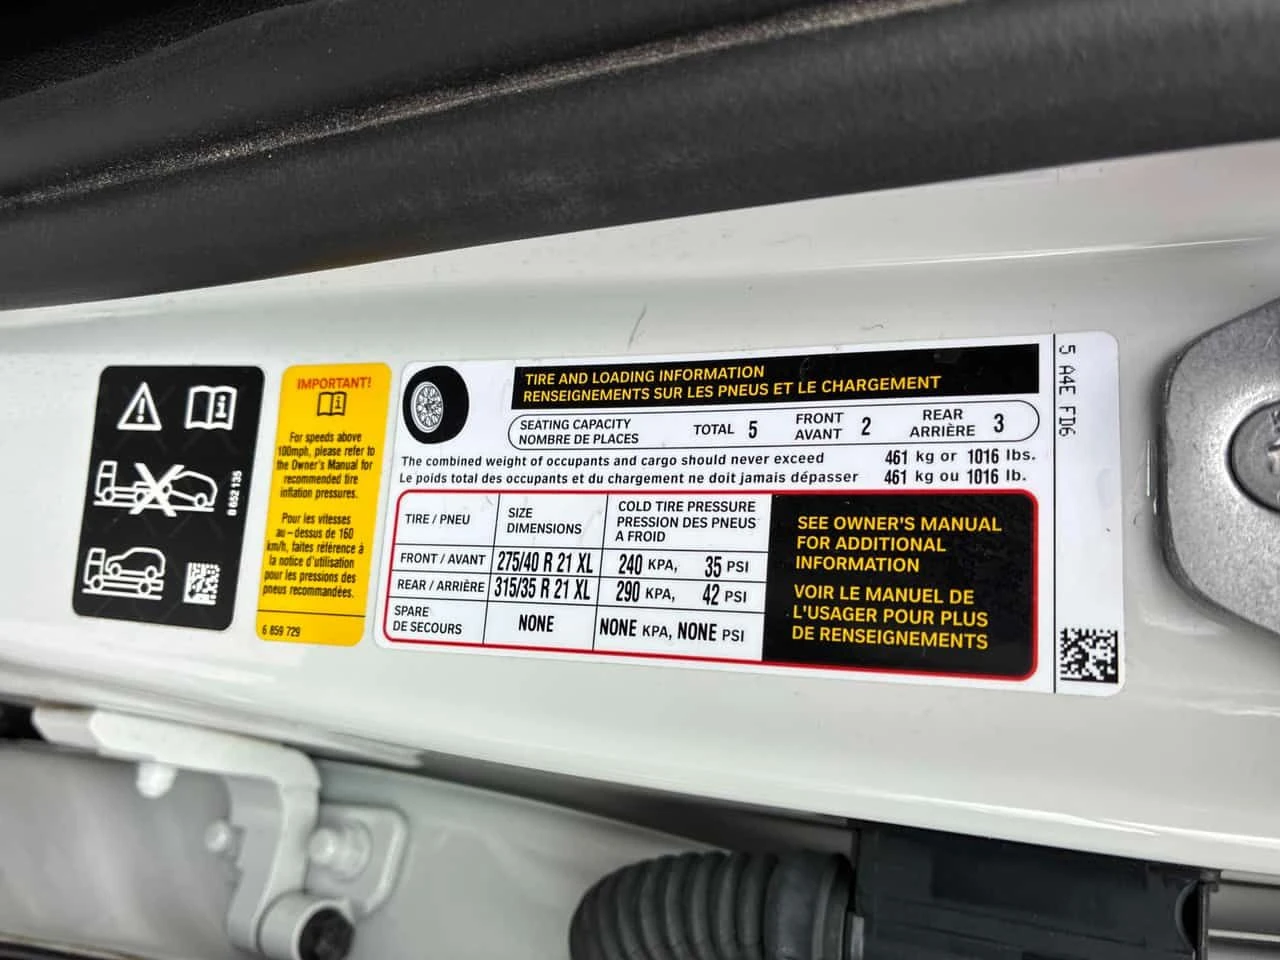 8 652 135
IMPORTANT!
For speeds above
100mph, please refer to
the Owner's Manual for
recommended tire
inflation pressures.
Pour les vitesses
au-dessus de 160
km/h, faites référence à
la notice d'utilisation
pour les pressions des
pneus recommandées.
6 859 729
TIRE AND LOADING INFORMATION
RENSEIGNEMENTS SUR LES PNEUS ET LE CHARGEMENT
SEATING CAPACITY
NOMBRE DE PLACES
TOTAL 5
FRONT
AVANT 2
REAR
ARRIÈRE 3
The combined weight of occupants and cargo should never exceed 461 kg or 1016 lbs.
Le poids total des occupants et du chargement ne doit jamais dépasser 461 kg ou 1016 lb.
TIRE / PNEU
SIZE
DIMENSIONS
COLD TIRE PRESSURE
PRESSION DES PNEUS
A FROID
FRONT / AVANT 275/40 R 21 XL 240 KPA, 35 PSI
REAR / ARRIÈRE 315/35 R 21 XL 290 KPA, 42 PSI
SPARE
DE SECOURS
NONE
NONE KPA, NONE PSI
SEE OWNER'S MANUAL
FOR ADDITIONAL
INFORMATION
VOIR LE MANUEL DE
L'USAGER POUR PLUS
DE RENSEIGNEMENTS
5 A4E FD6